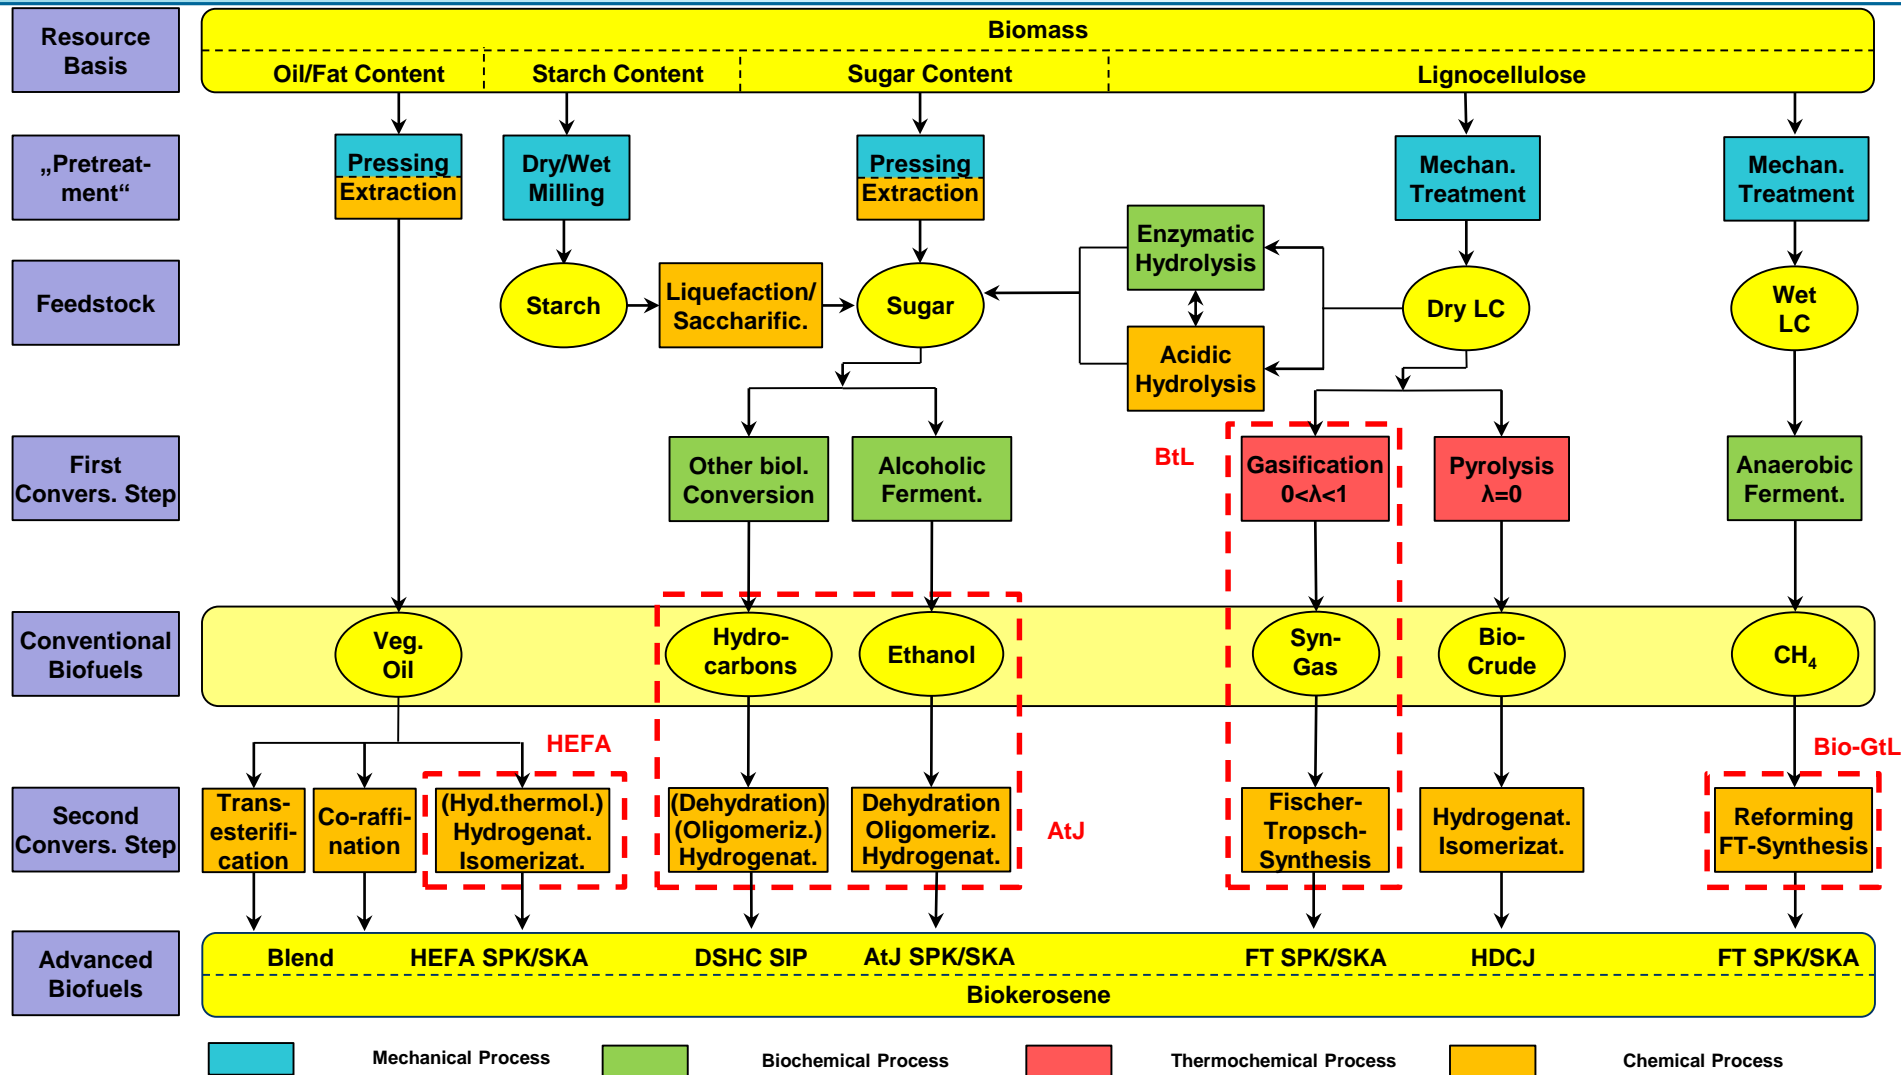 Resource
Basis
Biomass
Oil/Fat Content
Starch Content
Sugar Content
Lignocellulose
„Pretreat-
ment“
Pressing
Extraction
Dry/Wet
Milling
Pressing
Extraction
Mechan.
Treatment
Mechan.
Treatment
Enzymatic
Hydrolysis
Feedstock
Starch
Liquefaction/
Saccharific.
Sugar
Dry LC
Wet
LC
Acidic
Hydrolysis
First
Convers. Step
Other biol.
Conversion
Alcoholic
Ferment.
BtL
Gasification
0<λ<1
Pyrolysis
λ=0
Anaerobic
Ferment.
Conventional
Biofuels
Veg.
Oil
Hydro-
carbons
Ethanol
Syn-
Gas
Bio-
Crude
CH₄
HEFA
Bio-GtL
Second
Convers. Step
Trans-
esterifi-
cation
Co-raffi-
nation
(Hyd.thermol.)
Hydrogenat.
Isomerizat.
(Dehydration)
(Oligomeriz.)
Hydrogenat.
Dehydration
Oligomeriz.
Hydrogenat.
AtJ
Fischer-
Tropsch-
Synthesis
Hydrogenat.
Isomerizat.
Reforming
FT-Synthesis
Advanced
Biofuels
Blend
HEFA SPK/SKA
DSHC SIP
AtJ SPK/SKA
FT SPK/SKA
HDCJ
FT SPK/SKA
Biokerosene
Mechanical Process
Biochemical Process
Thermochemical Process
Chemical Process